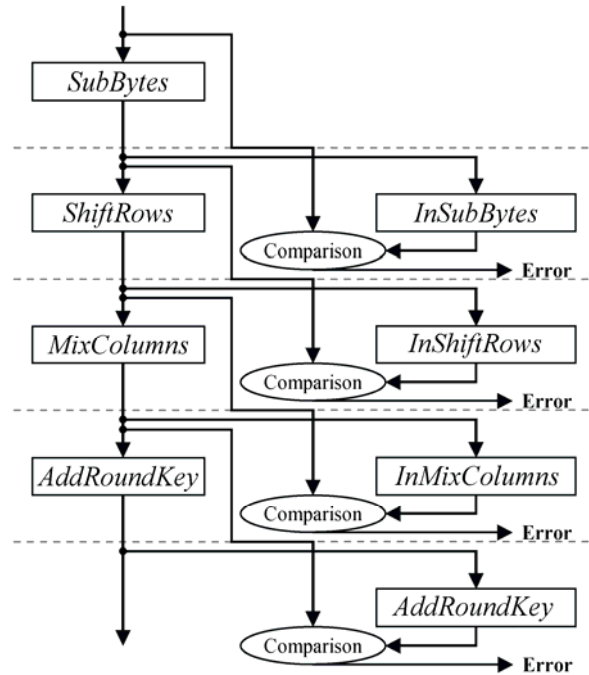 SubBytes
ShiftRows
InSubBytes
Comparison
Error
MixColumns
InShiftRows
Comparison
Error
AddRoundKey
InMixColumns
Comparison
Error
AddRoundKey
Comparison
Error